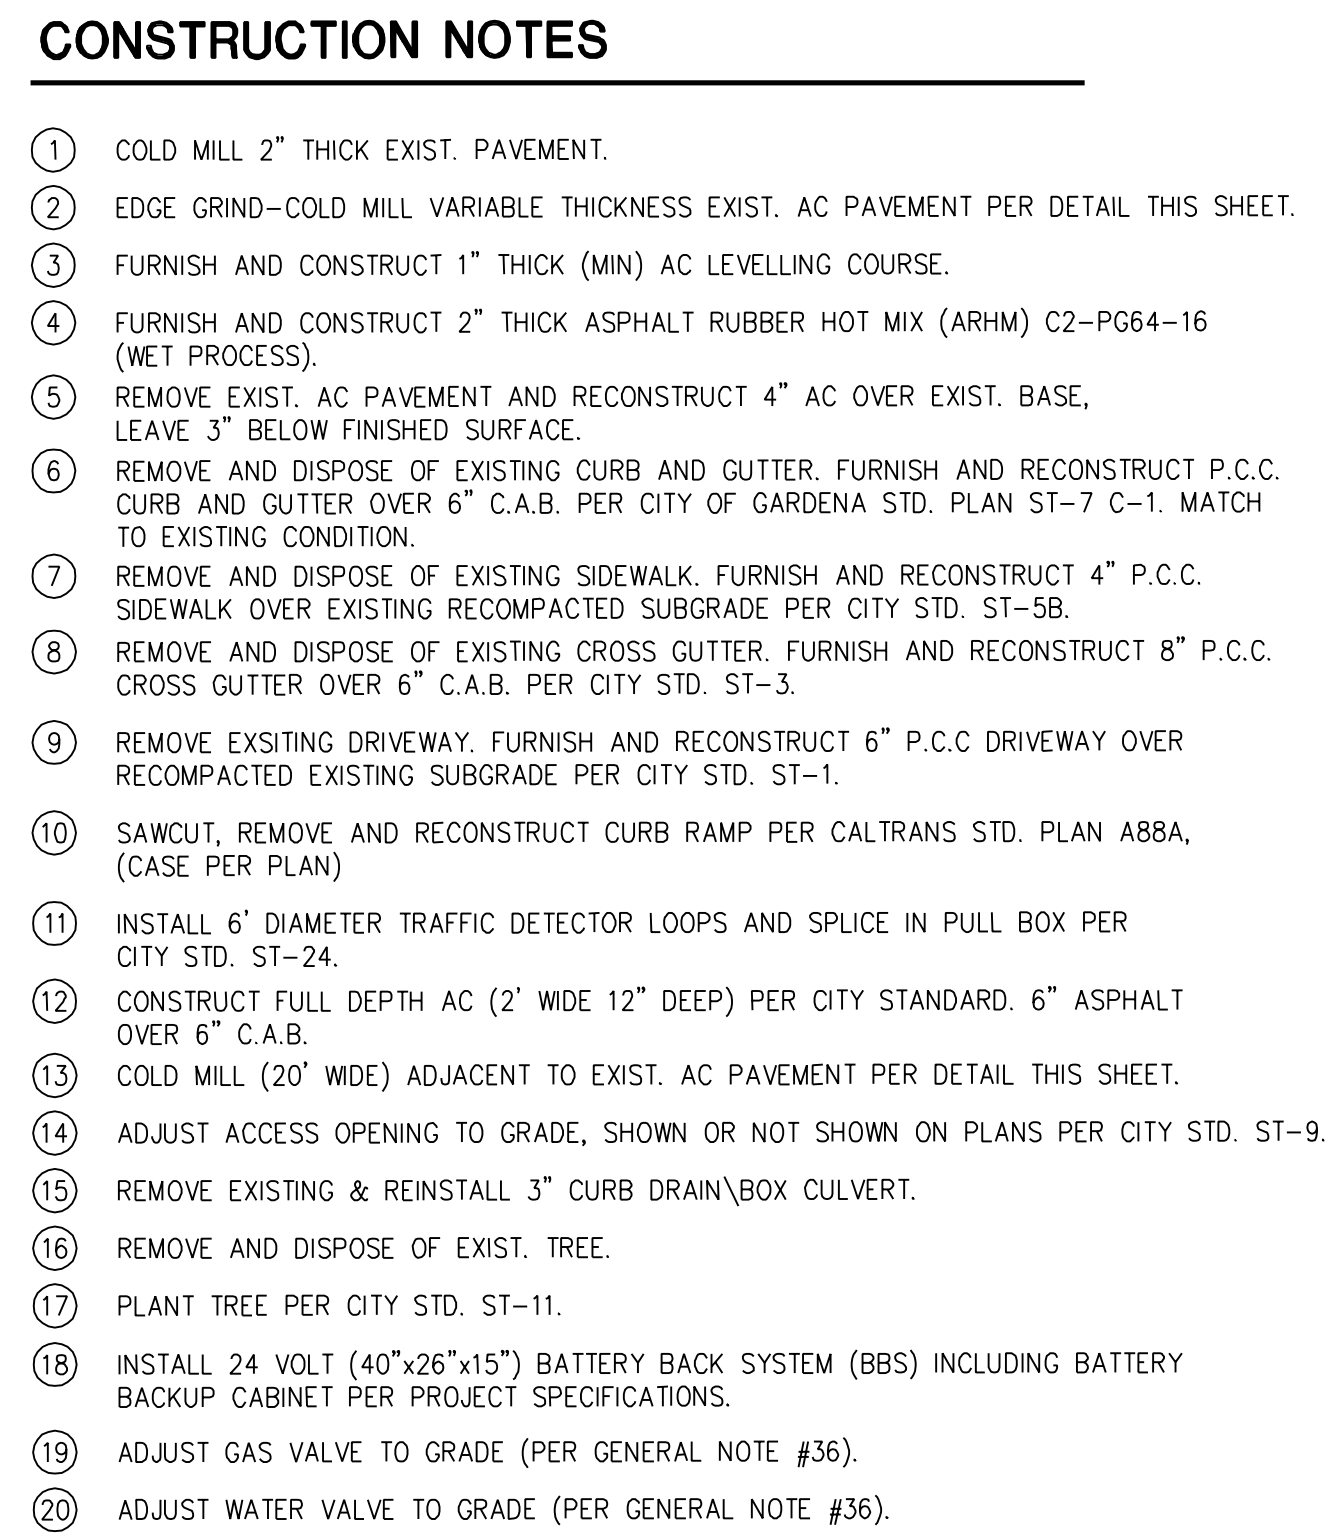 CONSTRUCTION NOTES
1 COLD MILL 2" THICK EXIST. PAVEMENT.
2 EDGE GRIND-COLD MILL VARIABLE THICKNESS EXIST. AC PAVEMENT PER DETAIL THIS SHEET.
3 FURNISH AND CONSTRUCT 1" THICK (MIN) AC LEVELLING COURSE.
4 FURNISH AND CONSTRUCT 2" THICK ASPHALT RUBBER HOT MIX (ARHM) C2-PG64-16
(WET PROCESS).
5 REMOVE EXIST. AC PAVEMENT AND RECONSTRUCT 4" AC OVER EXIST. BASE,
LEAVE 3" BELOW FINISHED SURFACE.
6 REMOVE AND DISPOSE OF EXISTING CURB AND GUTTER. FURNISH AND RECONSTRUCT P.C.C.
CURB AND GUTTER OVER 6" C.A.B. PER CITY OF GARDENA STD. PLAN ST-7 C-1. MATCH
TO EXISTING CONDITION.
7 REMOVE AND DISPOSE OF EXISTING SIDEWALK. FURNISH AND RECONSTRUCT 4" P.C.C.
SIDEWALK OVER EXISTING RECOMPACTED SUBGRADE PER CITY STD. ST-5B.
8 REMOVE AND DISPOSE OF EXISTING CROSS GUTTER. FURNISH AND RECONSTRUCT 8" P.C.C.
CROSS GUTTER OVER 6" C.A.B. PER CITY STD. ST-3.
9 REMOVE EXSITING DRIVEWAY. FURNISH AND RECONSTRUCT 6" P.C.C DRIVEWAY OVER
RECOMPACTED EXISTING SUBGRADE PER CITY STD. ST-1.
10 SAWCUT, REMOVE AND RECONSTRUCT CURB RAMP PER CALTRANS STD. PLAN A88A,
(CASE PER PLAN)
11 INSTALL 6' DIAMETER TRAFFIC DETECTOR LOOPS AND SPLICE IN PULL BOX PER
CITY STD. ST-24.
12 CONSTRUCT FULL DEPTH AC (2' WIDE 12" DEEP) PER CITY STANDARD. 6" ASPHALT
OVER 6" C.A.B.
13 COLD MILL (20' WIDE) ADJACENT TO EXIST. AC PAVEMENT PER DETAIL THIS SHEET.
14 ADJUST ACCESS OPENING TO GRADE, SHOWN OR NOT SHOWN ON PLANS PER CITY STD. ST-9.
15 REMOVE EXISTING & REINSTALL 3" CURB DRAIN\BOX CULVERT.
16 REMOVE AND DISPOSE OF EXIST. TREE.
17 PLANT TREE PER CITY STD. ST-11.
18 INSTALL 24 VOLT (40"x26"x15") BATTERY BACK SYSTEM (BBS) INCLUDING BATTERY
BACKUP CABINET PER PROJECT SPECIFICATIONS.
19 ADJUST GAS VALVE TO GRADE (PER GENERAL NOTE #36).
20 ADJUST WATER VALVE TO GRADE (PER GENERAL NOTE #36).